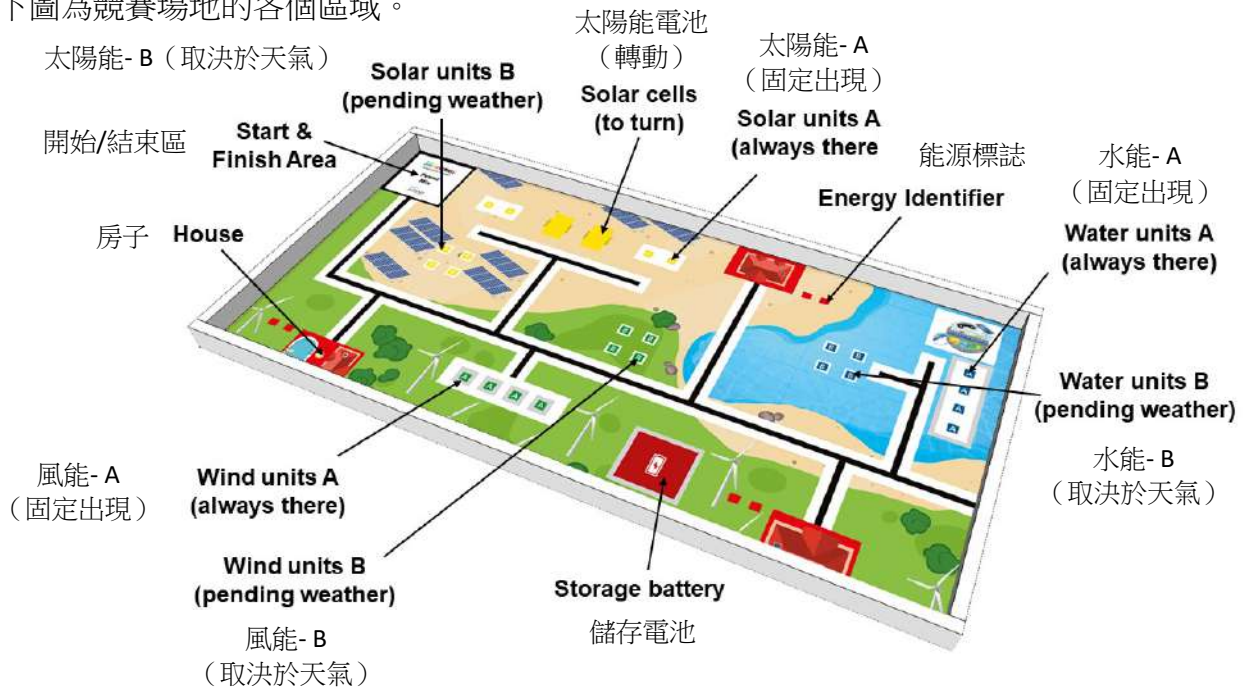 下圖為競賽場地的各個區域。
太陽能- B（取決於天氣）
Solar units B
(pending weather)
太陽能電池
（轉動）
Solar cells
(to turn)
太陽能- A
（固定出現）
Solar units A
(always there
開始/結束區
Start &
Finish Area
能源標誌
Energy Identifier
水能- A
（固定出現）
Water units A
(always there)
房子
House
Water units B
(pending weather)
水能- B
（取決於天氣）
風能- A
（固定出現）
Wind units A
(always there)
Wind units B
(pending weather)
風能- B
（取決於天氣）
Storage battery
儲存電池
A
A
A
A
B
B
B
B
B
B
B
B
A
A
A
A